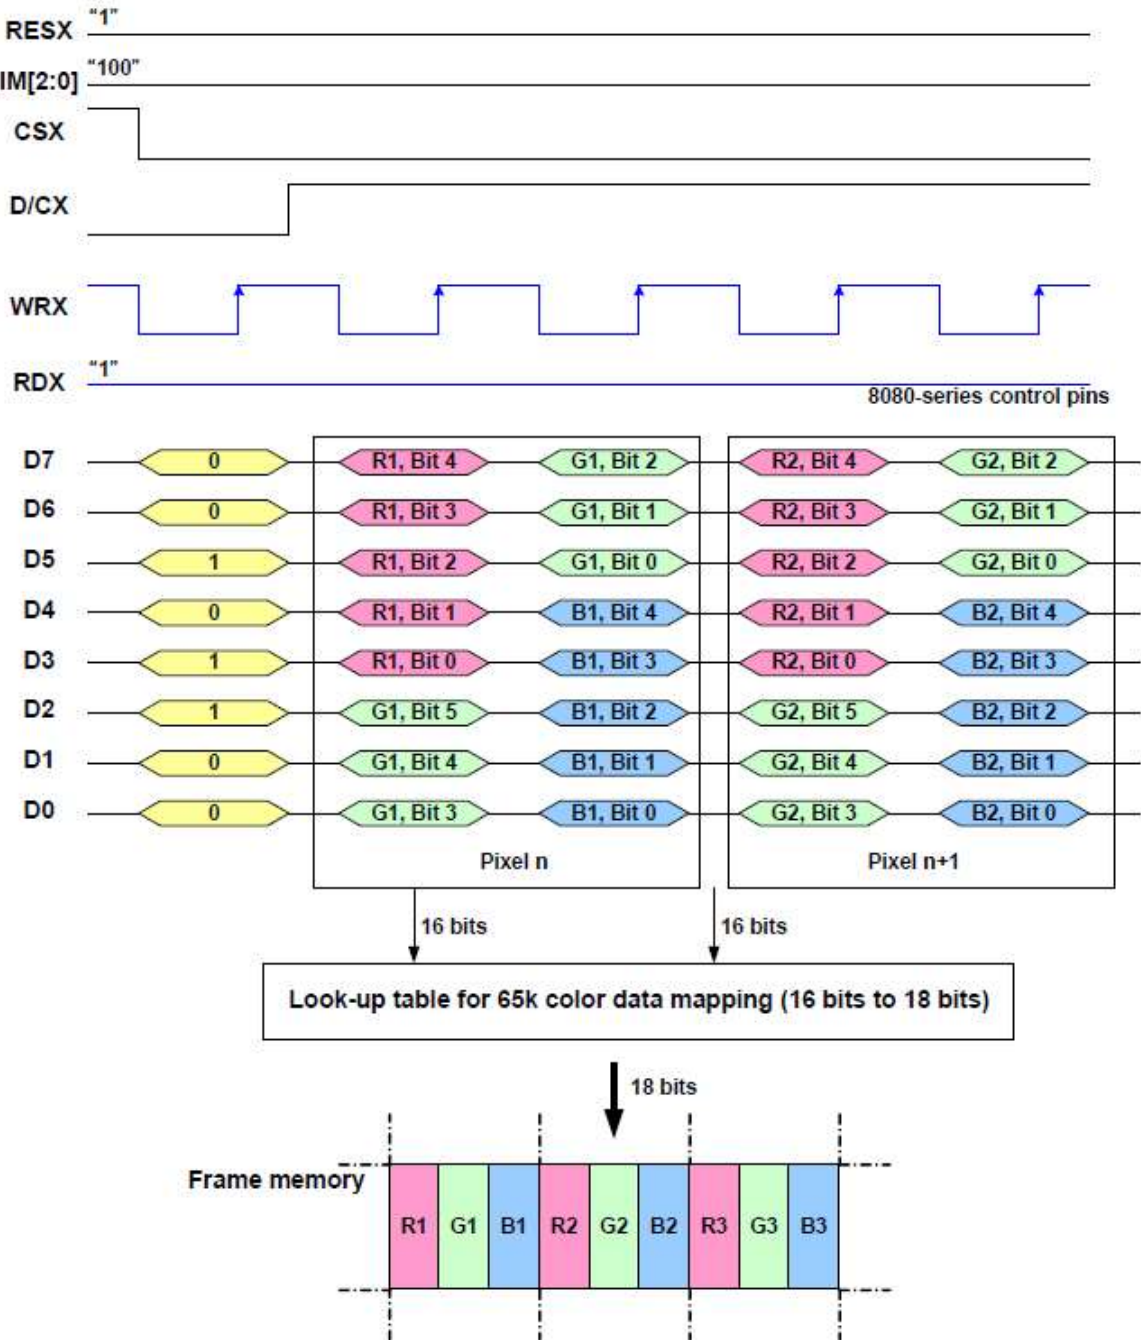 RESX "1"
IM[2:0] "100"
CSX
D/CX
WRX
RDX "1"
8080-series control pins
D7 0 R1, Bit 4 G1, Bit 2 R2, Bit 4 G2, Bit 2
D6 0 R1, Bit 3 G1, Bit 1 R2, Bit 3 G2, Bit 1
D5 1 R1, Bit 2 G1, Bit 0 R2, Bit 2 G2, Bit 0
D4 0 R1, Bit 1 B1, Bit 4 R2, Bit 1 B2, Bit 4
D3 1 R1, Bit 0 B1, Bit 3 R2, Bit 0 B2, Bit 3
D2 1 G1, Bit 5 B1, Bit 2 G2, Bit 5 B2, Bit 2
D1 0 G1, Bit 4 B1, Bit 1 G2, Bit 4 B2, Bit 1
D0 0 G1, Bit 3 B1, Bit 0 G2, Bit 3 B2, Bit 0
Pixel n Pixel n+1
16 bits 16 bits
Look-up table for 65k color data mapping (16 bits to 18 bits)
18 bits
Frame memory
R1 G1 B1 R2 G2 B2 R3 G3 B3